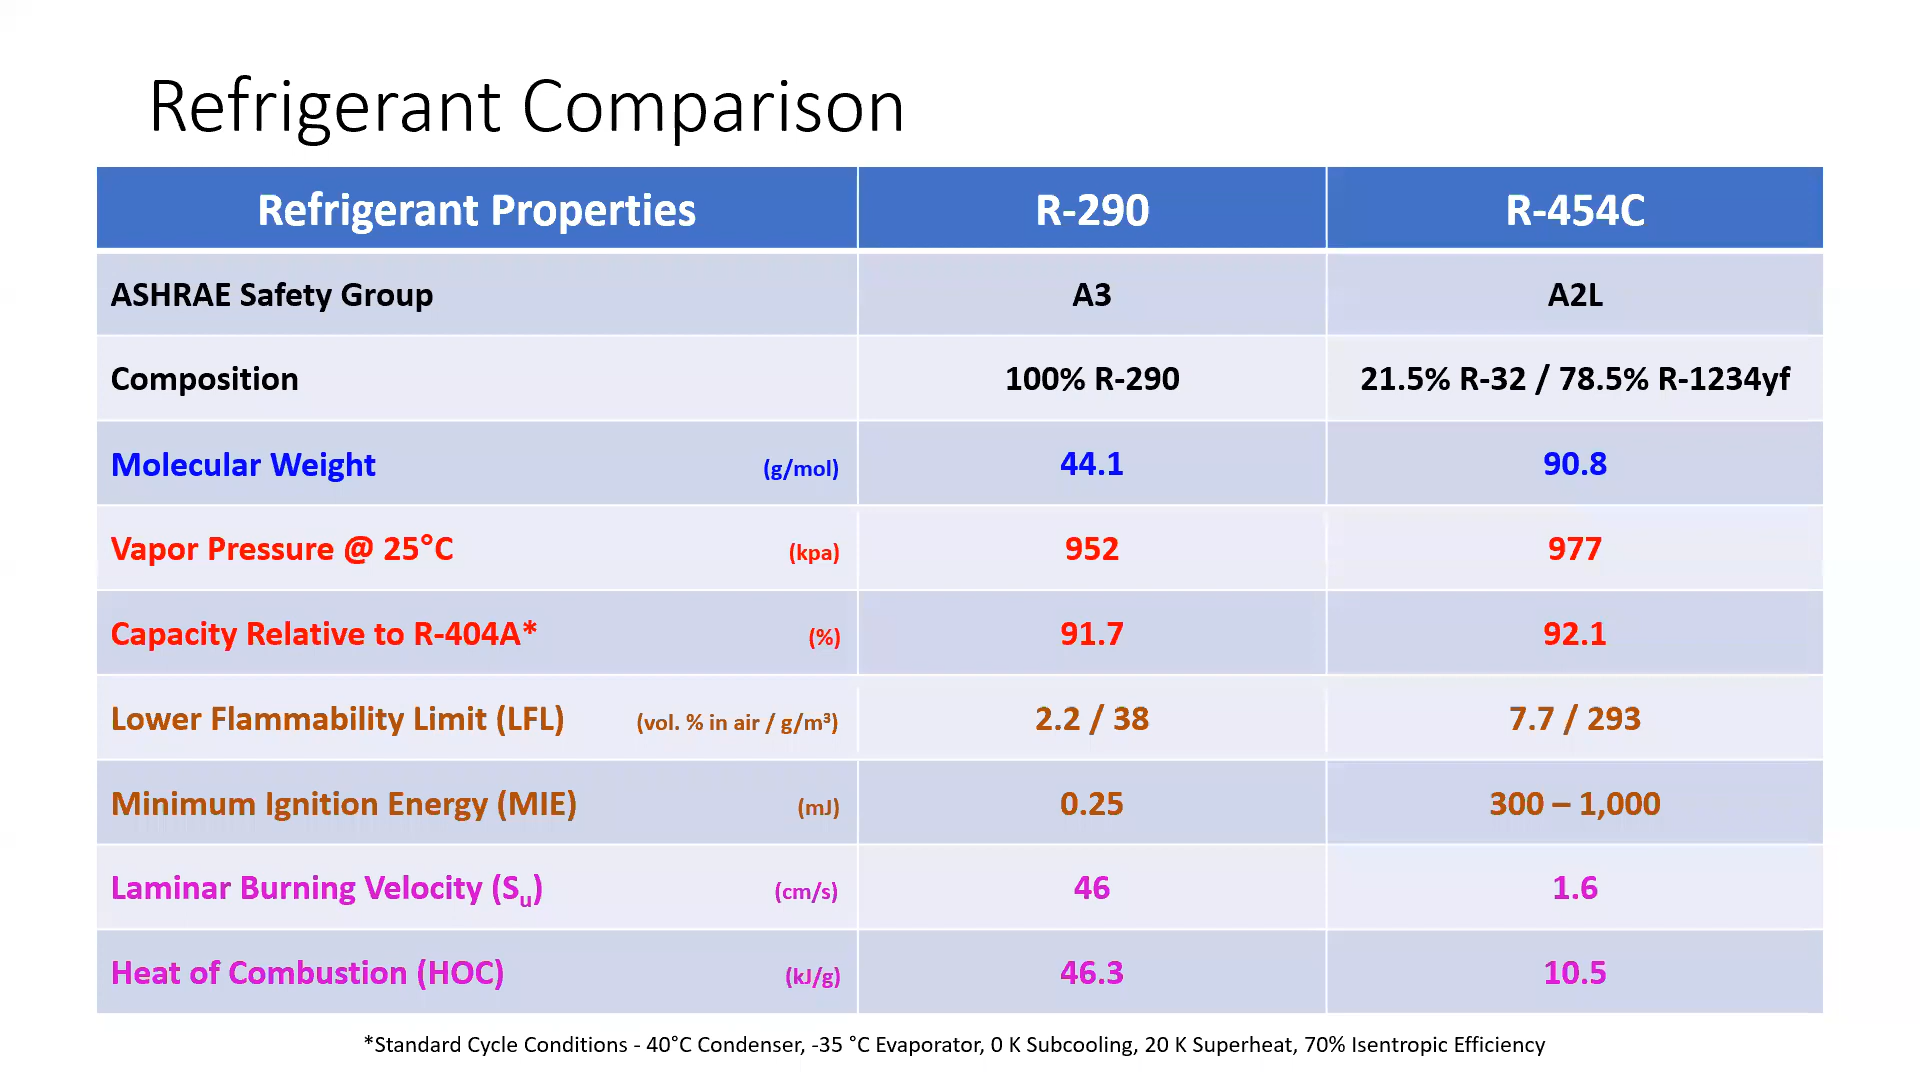 Refrigerant Comparison
Refrigerant Properties R-290 R-454C
ASHRAE Safety Group A3 A2L
Composition 100% R-290 21.5% R-32 / 78.5% R-1234yf
Molecular Weight (g/mol) 44.1 90.8
Vapor Pressure @ 25°C (kpa) 952 977
Capacity Relative to R-404A* (%) 91.7 92.1
Lower Flammability Limit (LFL) (vol. % in air / g/m³) 2.2 / 38 7.7 / 293
Minimum Ignition Energy (MIE) (mJ) 0.25 300 – 1,000
Laminar Burning Velocity (Su) (cm/s) 46 1.6
Heat of Combustion (HOC) (kJ/g) 46.3 10.5
*Standard Cycle Conditions - 40°C Condenser, -35 °C Evaporator, 0 K Subcooling, 20 K Superheat, 70% Isentropic Efficiency